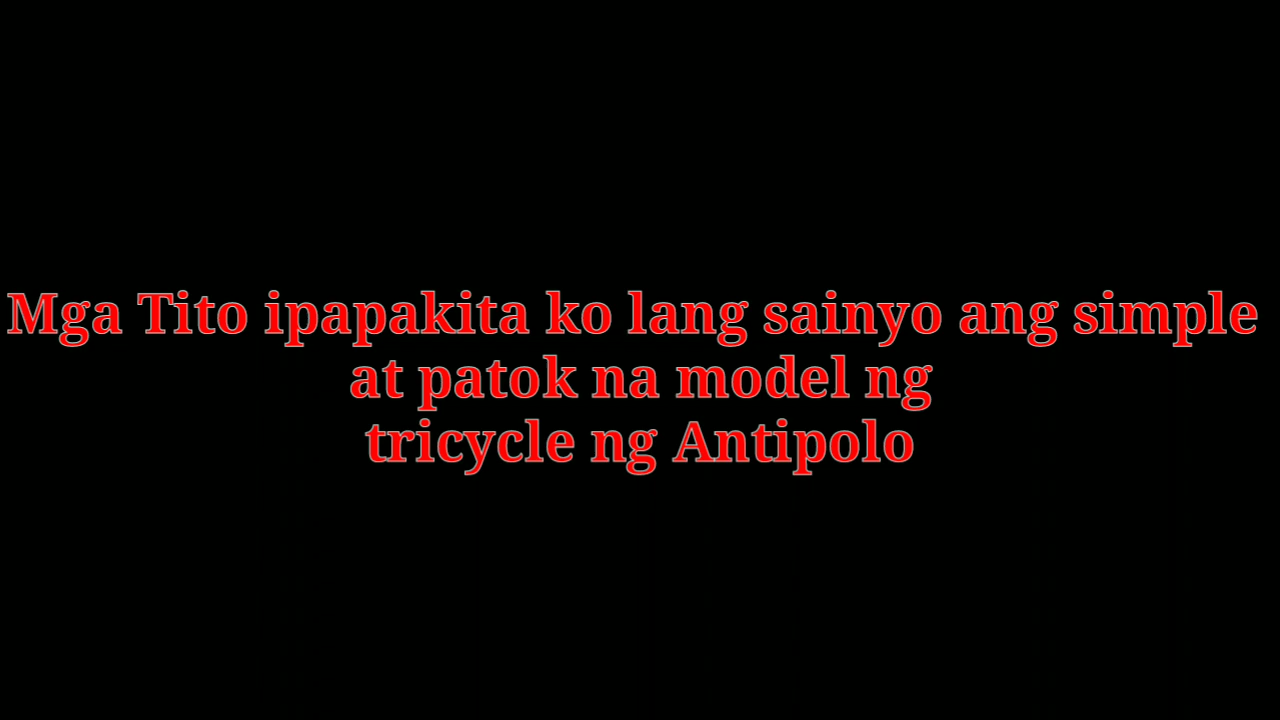 Mga Tito ipapakita ko lang sainyo ang simple
at patok na model ng
tricycle ng Antipolo